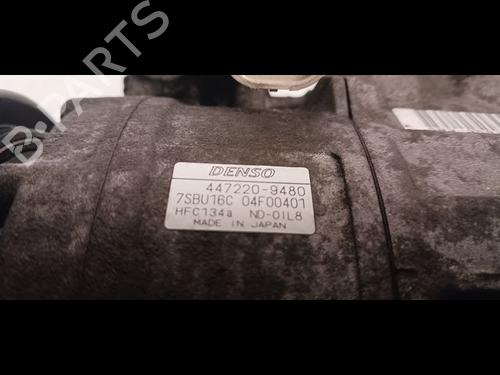 B-PARTS
DENSO
447220-9480
7SBU16C 04F00401
HFC134a ND-OIL8
MADE IN JAPAN